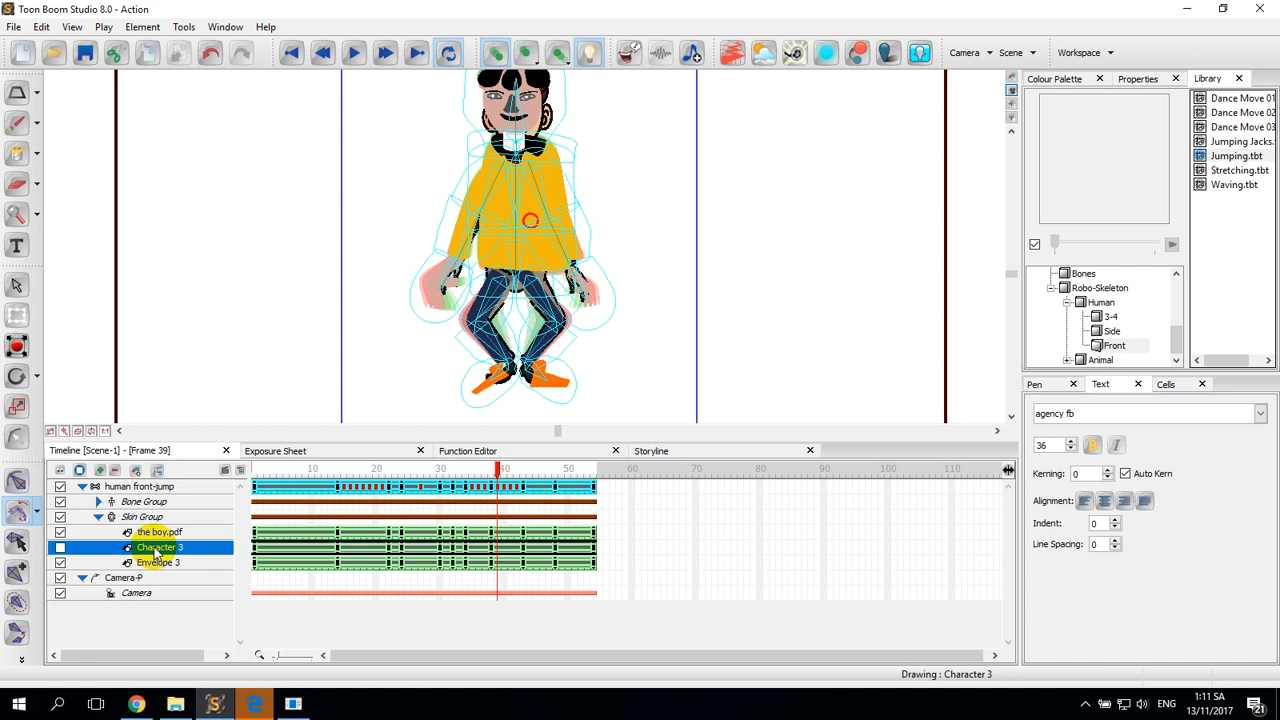 Toon Boom Studio 8.0 - Action
File Edit View Play Element Tools Window Help
Camera Scene Workspace
Colour Palette Properties Library
Dance Move 01
Dance Move 02
Dance Move 03
Jumping Jacks.
Jumping.tbt
Stretching.tbt
Waving.tbt
Bones
Robo-Skeleton
Human
3-4
Side
Front
Animal
Pen Text Cells
agency fb
36 B I
Kerning: 0 Auto Kern
Alignment:
Indent: 0
Line Spacing: 0
Timeline [Scene-1] - [Frame 39] Exposure Sheet Function Editor Storyline
10 20 30 40 50 60 70 80 90 100 110
human front-jump
Bone Group
Skin Group
the boy.pdf
Character 3
Envelope 3
Camera-P
Camera
Drawing : Character 3
ENG
1:11 SA
13/11/2017
21